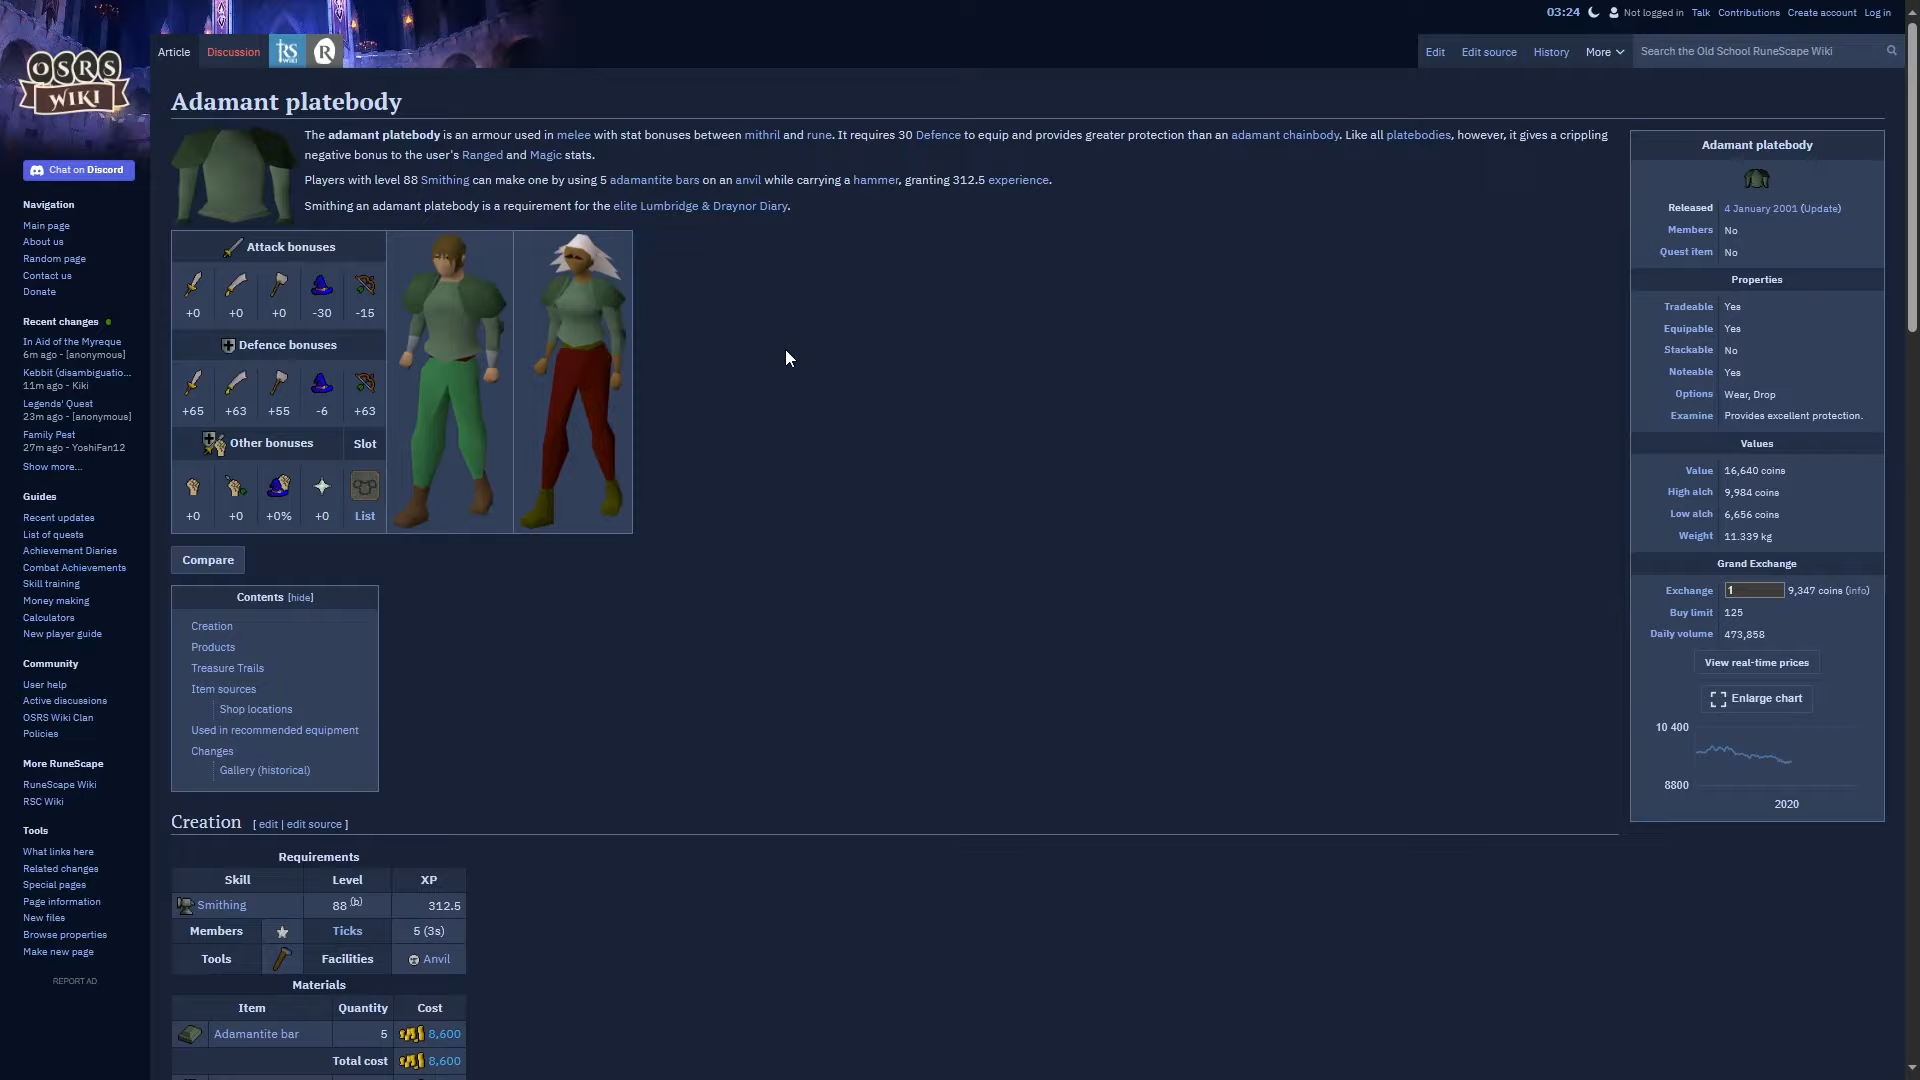 03:24 Not logged in Talk Contributions Create account Log in
OSRS WIKI
Article Discussion RS WIKI R
Edit Edit source History More Search the Old School RuneScape Wiki
Adamant platebody
The adamant platebody is an armour used in melee with stat bonuses between mithril and rune. It requires 30 Defence to equip and provides greater protection than an adamant chainbody. Like all platebodies, however, it gives a crippling
negative bonus to the user's Ranged and Magic stats.
Players with level 88 Smithing can make one by using 5 adamantite bars on an anvil while carrying a hammer, granting 312.5 experience.
Smithing an adamant platebody is a requirement for the elite Lumbridge & Draynor Diary.
Attack bonuses
+0 +0 +0 -30 -15
Defence bonuses
+65 +63 +55 -6 +63
Other bonuses Slot
+0 +0 +0% +0 List
Compare
Contents [hide]
Creation
Products
Treasure Trails
Item sources
Shop locations
Used in recommended equipment
Changes
Gallery (historical)
Creation [ edit | edit source ]
Requirements
Skill Level XP
Smithing 88 (b) 312.5
Members Ticks 5 (3s)
Tools Facilities Anvil
Materials
Item Quantity Cost
Adamantite bar 5 8,600
Total cost 8,600
Adamant platebody
Released 4 January 2001 (Update)
Members No
Quest item No
Properties
Tradeable Yes
Equipable Yes
Stackable No
Noteable Yes
Options Wear, Drop
Examine Provides excellent protection.
Values
Value 16,640 coins
High alch 9,984 coins
Low alch 6,656 coins
Weight 11.339 kg
Grand Exchange
Exchange 1 9,347 coins (info)
Buy limit 125
Daily volume 473,858
View real-time prices
Enlarge chart
10 400
8800
2020
Chat on Discord
Navigation
Main page
About us
Random page
Contact us
Donate
Recent changes
In Aid of the Myreque
6m ago - [anonymous]
Kebbit (disambiguatio...
11m ago - Kiki
Legends' Quest
23m ago - [anonymous]
Family Pest
27m ago - YoshiFan12
Show more...
Guides
Recent updates
List of quests
Achievement Diaries
Combat Achievements
Skill training
Money making
Calculators
New player guide
Community
User help
Active discussions
OSRS Wiki Clan
Policies
More RuneScape
RuneScape Wiki
RSC Wiki
Tools
What links here
Related changes
Special pages
Page information
New files
Browse properties
Make new page
REPORT AD